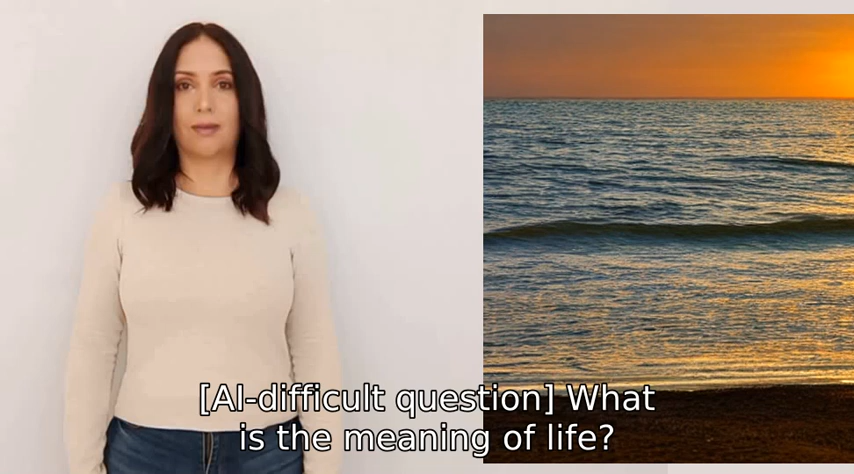 [AI-difficult question] What
is the meaning of life?